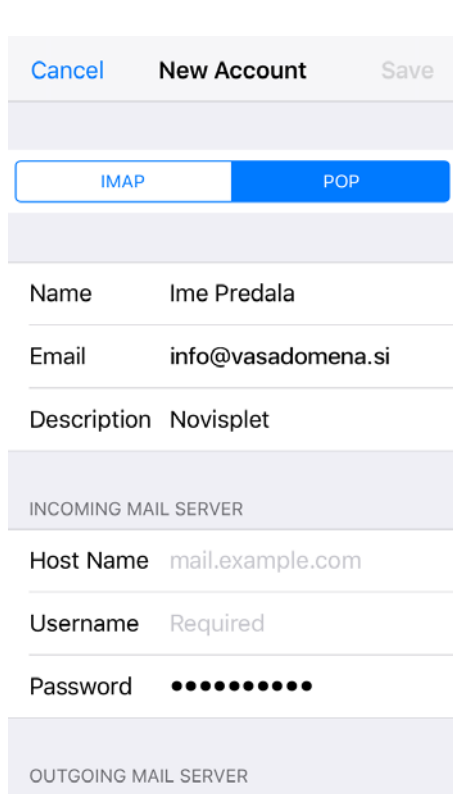 Cancel New Account Save
IMAP POP
Name Ime Predala
Email info@vasadomena.si
Description Novisplet
INCOMING MAIL SERVER
Host Name mail.example.com
Username Required
Password ●●●●●●●●●●
OUTGOING MAIL SERVER